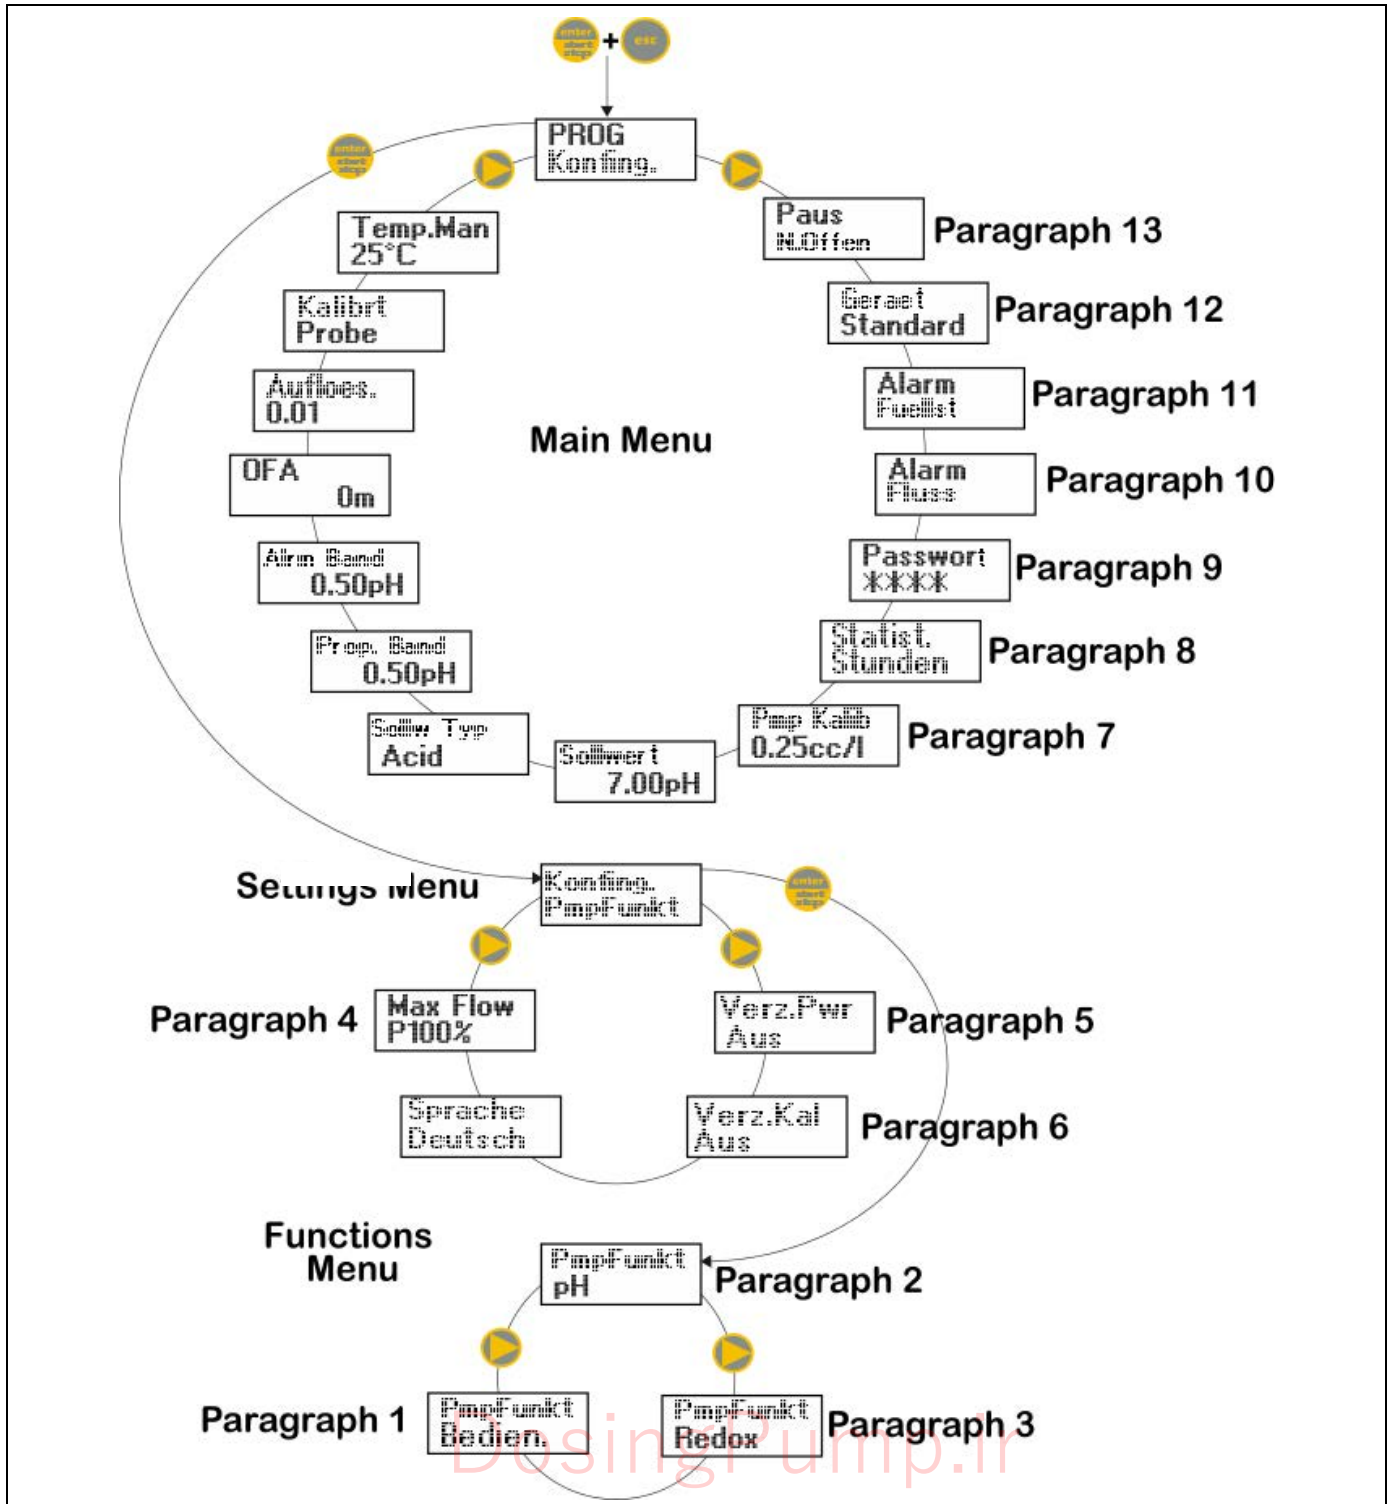 enter
start
stop
+
esc
enter
start
stop
PROG
Konfing.
Temp.Man
25°C
Paus
N.Offen
Paragraph 13
Kalibrt
Probe
Geraet
Standard
Paragraph 12
Aufloes.
0.01
Alarm
Fuellst
Paragraph 11
Main Menu
OFA
0m
Alarm
Fluss
Paragraph 10
Alrm Band
0.50pH
Passwort
****
Paragraph 9
Prop. Band
0.50pH
Statist.
Stunden
Paragraph 8
Sollw Typ
Acid
Sollwert
7.00pH
Pmp Kalib
0.25cc/l
Paragraph 7
Settings Menu
Konfing.
PmpFunkt
enter
start
stop
Paragraph 4
Max Flow
P100%
Verz.Pwr
Aus
Paragraph 5
Sprache
Deutsch
Verz.Kal
Aus
Paragraph 6
Functions
Menu
PmpFunkt
pH
Paragraph 2
Paragraph 1
PmpFunkt
Bedien.
PmpFunkt
Redox
Paragraph 3
DosingPump.ir